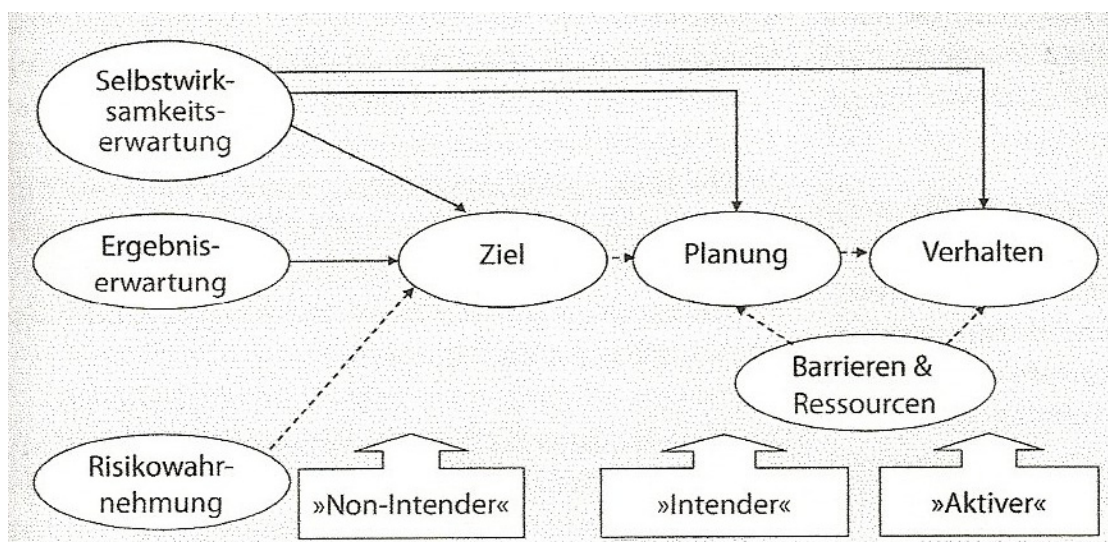 Selbstwirk-
samkeits-
erwartung
Ergebnis-
erwartung
Ziel
Planung
Verhalten
Barrieren &
Ressourcen
Risikowahr-
nehmung
»Non-Intender«
»Intender«
»Aktiver«